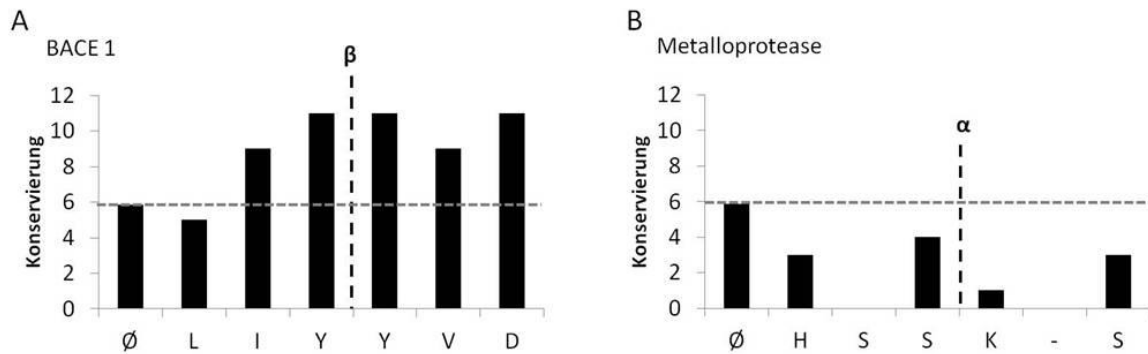 A
BACE 1
β
Konservierung
12
10
8
6
4
2
0
Ø L I Y Y V D
B
Metalloprotease
α
Konservierung
12
10
8
6
4
2
0
Ø H S S K - S